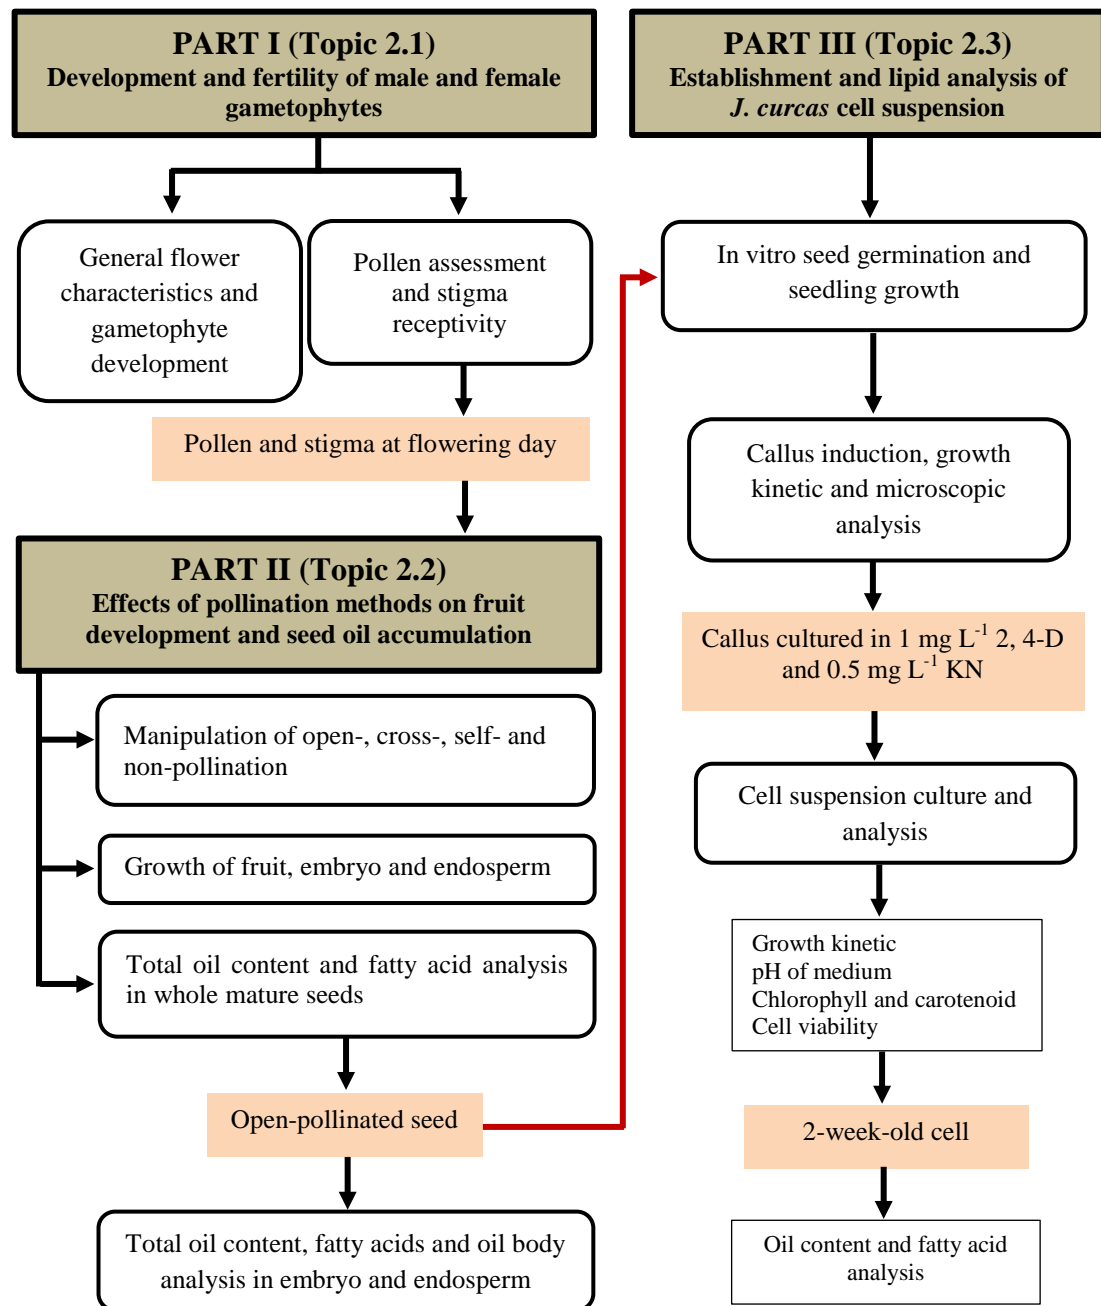 PART I (Topic 2.1)
Development and fertility of male and female
gametophytes
General flower
characteristics and
gametophyte
development
Pollen assessment
and stigma
receptivity
Pollen and stigma at flowering day
PART II (Topic 2.2)
Effects of pollination methods on fruit
development and seed oil accumulation
Manipulation of open-, cross-, self- and
non-pollination
Growth of fruit, embryo and endosperm
Total oil content and fatty acid analysis
in whole mature seeds
Open-pollinated seed
Total oil content, fatty acids and oil body
analysis in embryo and endosperm
PART III (Topic 2.3)
Establishment and lipid analysis of
J. curcas cell suspension
In vitro seed germination and
seedling growth
Callus induction, growth
kinetic and microscopic
analysis
Callus cultured in 1 mg L⁻¹ 2, 4-D
and 0.5 mg L⁻¹ KN
Cell suspension culture and
analysis
Growth kinetic
pH of medium
Chlorophyll and carotenoid
Cell viability
2-week-old cell
Oil content and fatty acid
analysis